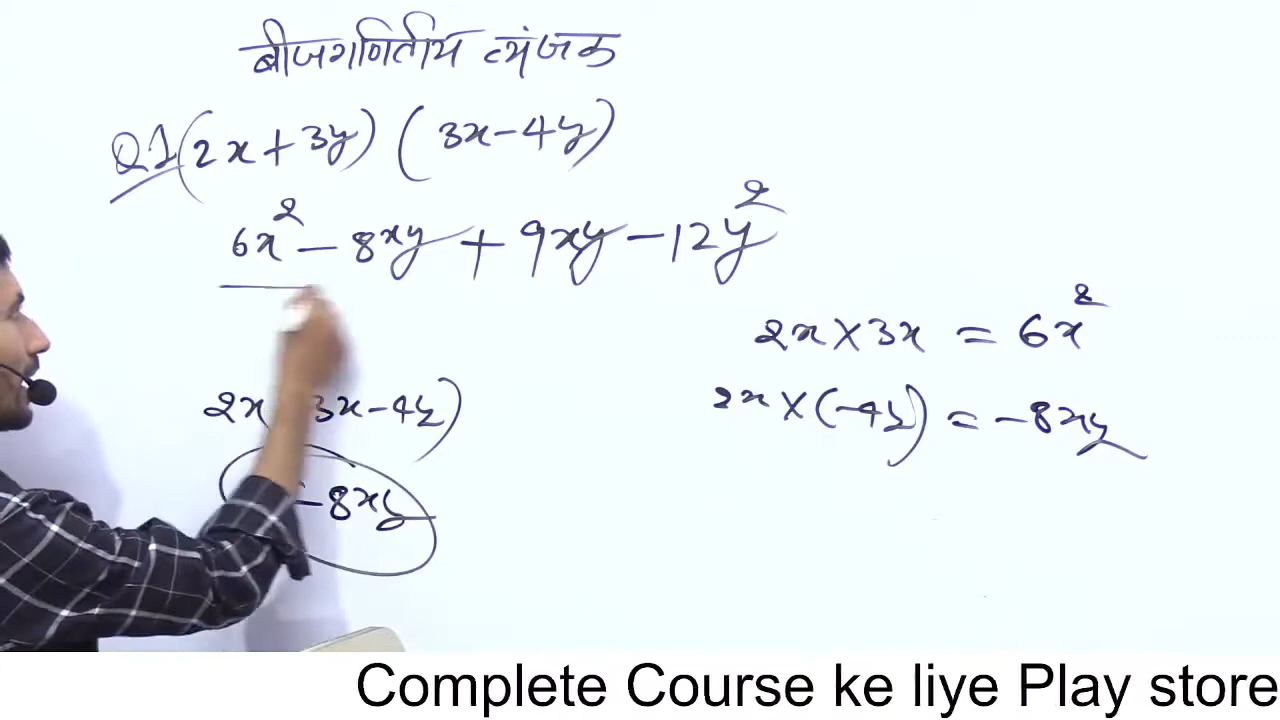 बीजगणितीय व्यंजक
Q1 (2x + 3y) (3x - 4y)
6x² - 8xy + 9xy - 12y²
2x × 3x = 6x²
2x × (-4y) = -8xy
2x 3x - 4y)
- 8xy
Complete Course ke liye Play store